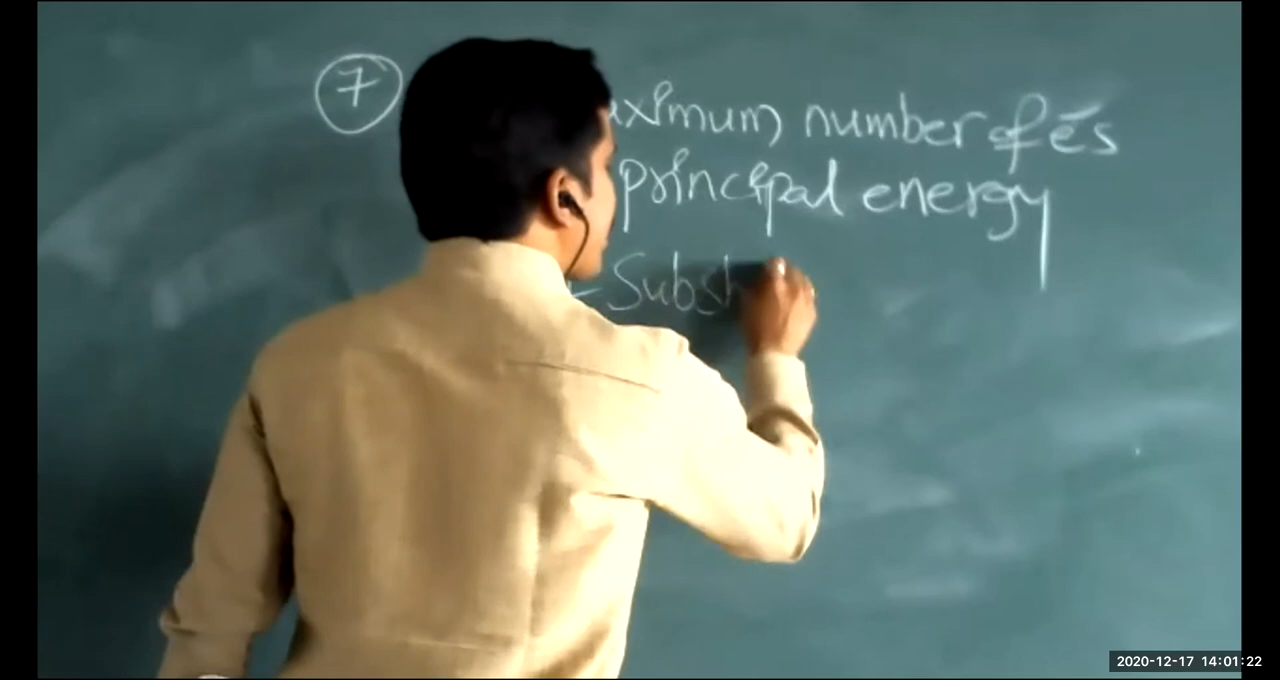 7 aximum number of e̅s
principal energy
- Subsh
2020-12-17 14:01:22